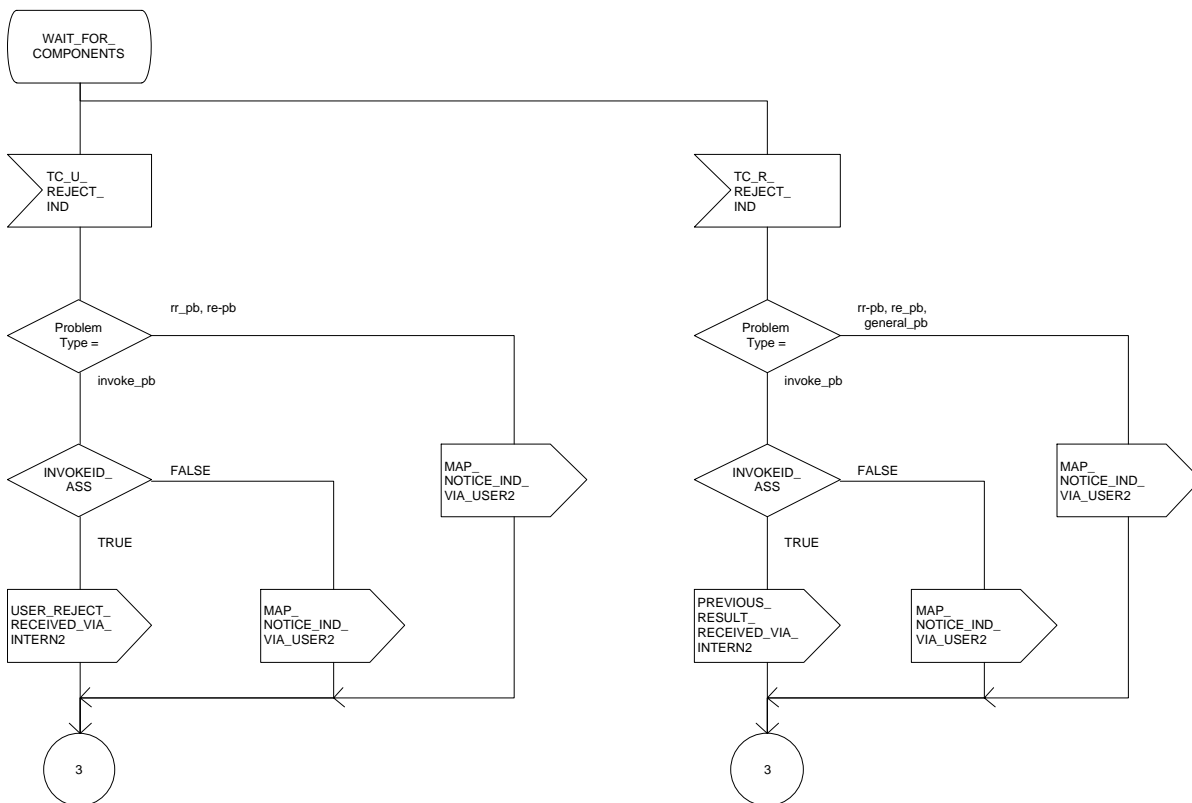 WAIT_FOR_
COMPONENTS
TC_U_
REJECT_
IND
TC_R_
REJECT_
IND
Problem
Type =
rr_pb, re-pb
invoke_pb
Problem
Type =
rr-pb, re_pb,
general_pb
invoke_pb
INVOKEID_
ASS
FALSE
TRUE
MAP_
NOTICE_IND_
VIA_USER2
INVOKEID_
ASS
FALSE
TRUE
MAP_
NOTICE_IND_
VIA_USER2
USER_REJECT_
RECEIVED_VIA_
INTERN2
MAP_
NOTICE_IND_
VIA_USER2
PREVIOUS_
RESULT_
RECEIVED_VIA_
INTERN2
MAP_
NOTICE_IND_
VIA_USER2
3
3